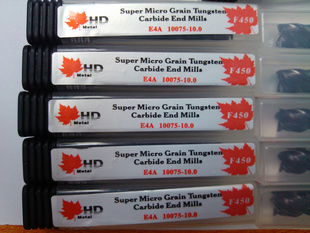 HD
Metal
Super Micro Grain Tungsten
Carbide End Mills
E4A 10075-10.0
F450
HD
Metal
Super Micro Grain Tungsten
Carbide End Mills
E4A 10075-10.0
F450
HD
Metal
Super Micro Grain Tungsten
Carbide End Mills
E4A 10075-10.0
F450
HD
Metal
Super Micro Grain Tungsten
Carbide End Mills
E4A 10075-10.0
F450
HD
Metal
Super Micro Grain Tungsten
Carbide End Mills
E4A 10075-10.0
F450